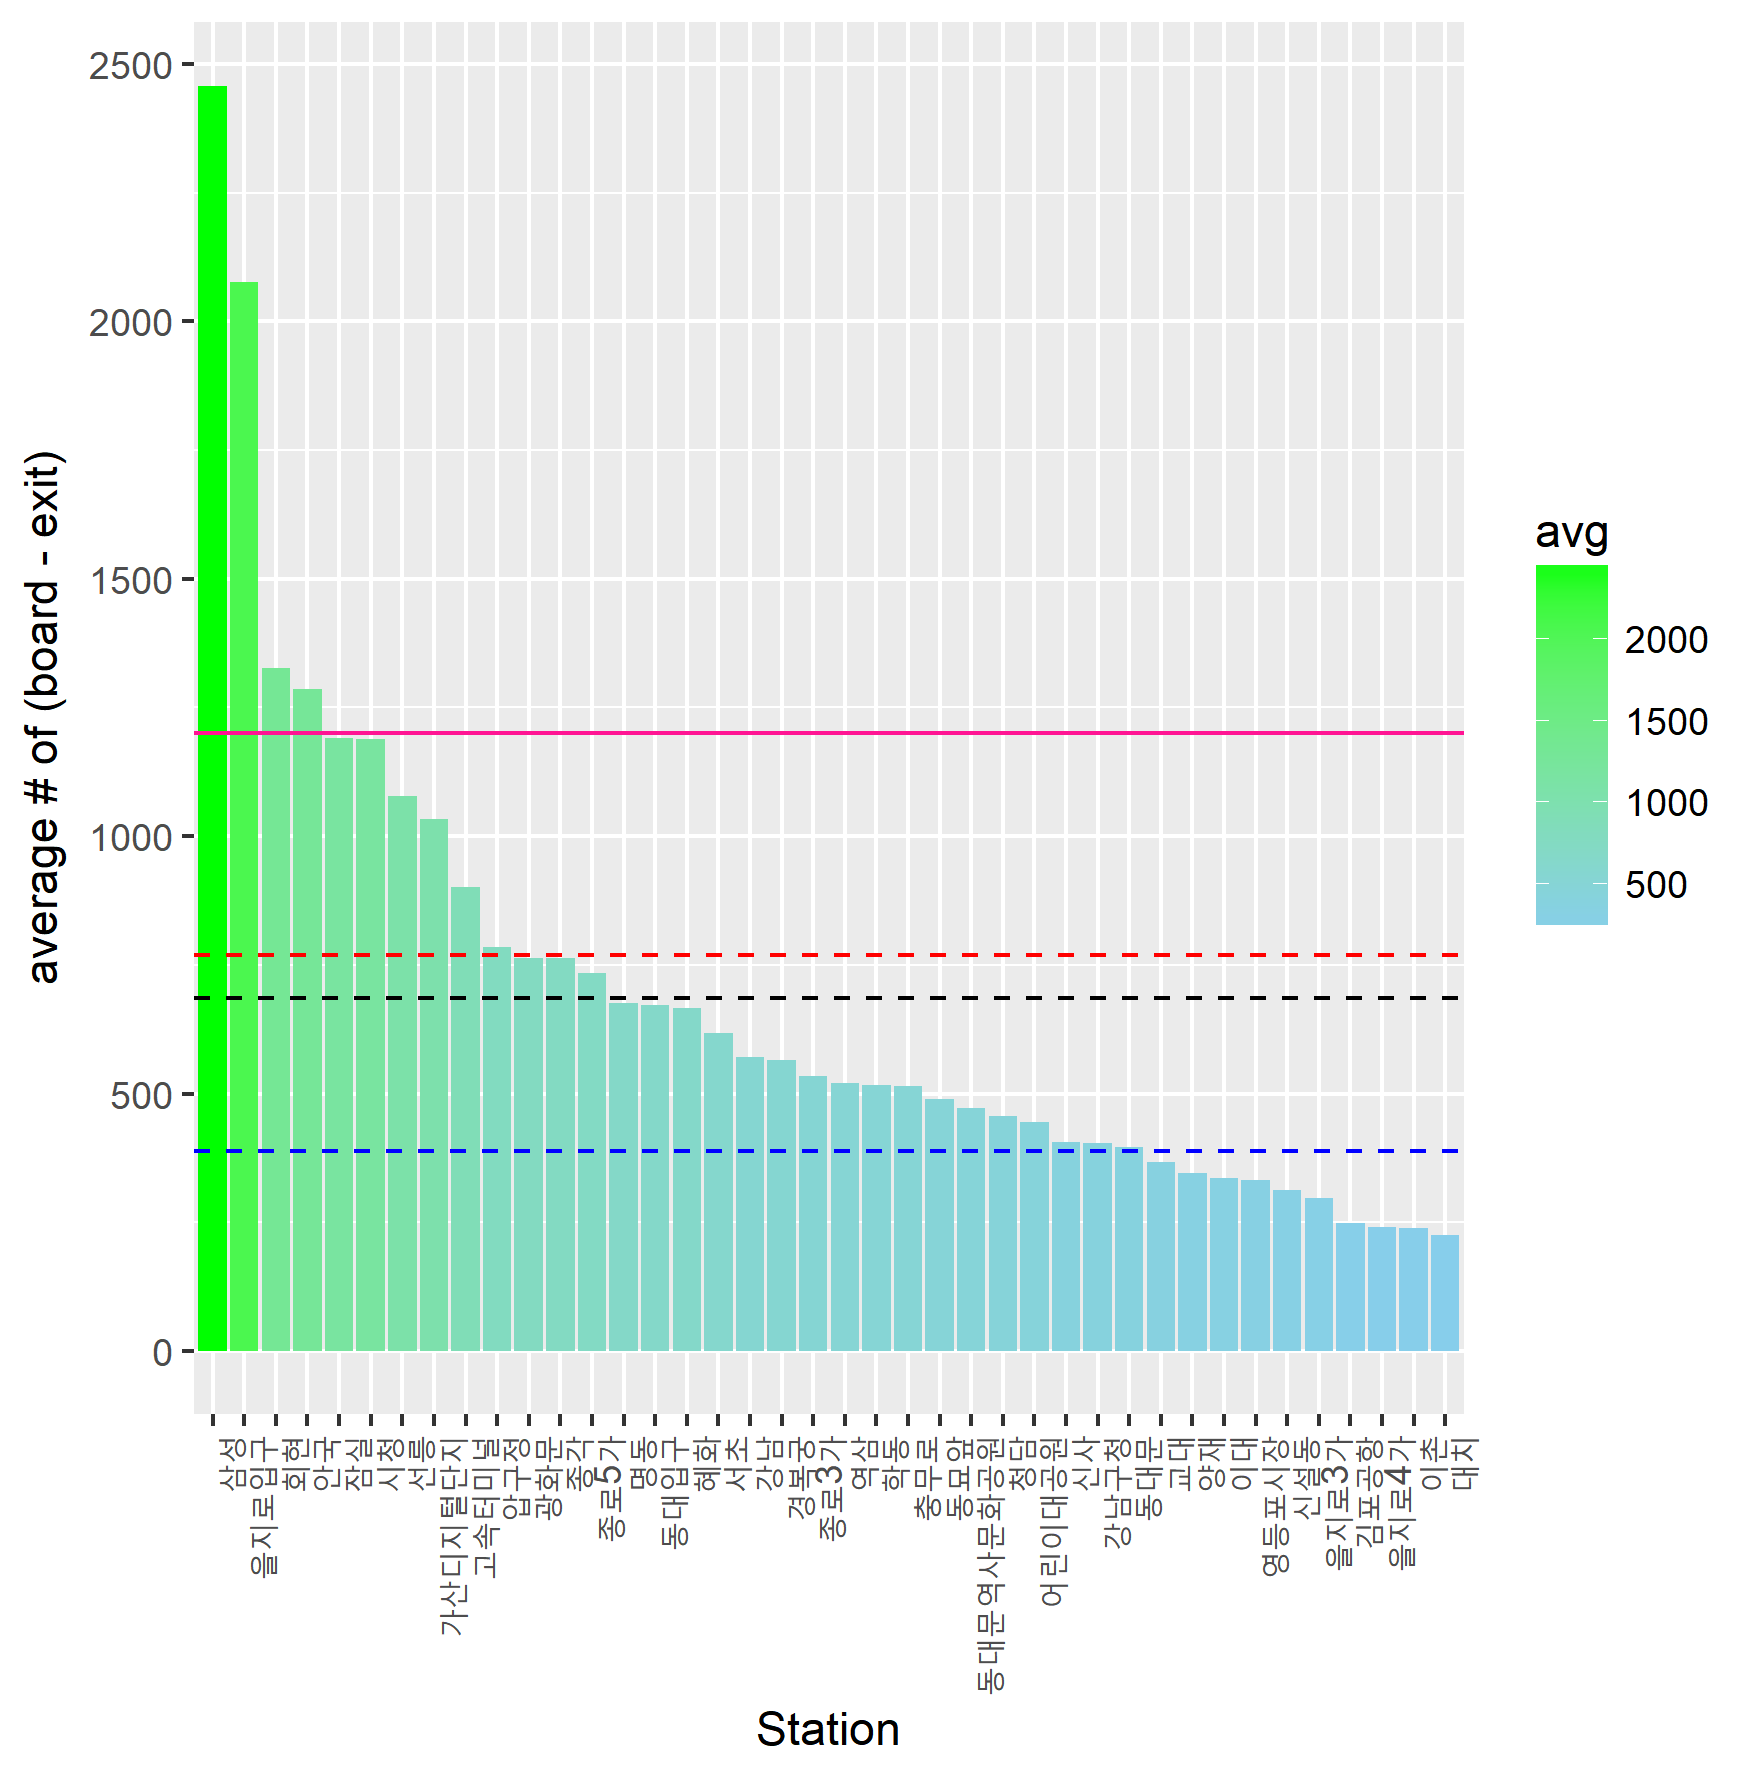 average # of (board - exit)
2500
2000
1500
1000
500
0
삼성
을지로입구
회현
안국
잠실
시청
선릉
가산디지털단지
고속터미널
압구정
광화문
종각
종로5가
명동
동대입구
혜화
서초
강남
경복궁
종로3가
역삼
학동
충무로
동묘앞
동대문역사문화공원
청담
어린이대공원
신사
강남구청
동대문
교대
양재
이대
영등포시장
신설동
을지로3가
김포공항
을지로4가
이촌
대치
Station
avg
2000
1500
1000
500